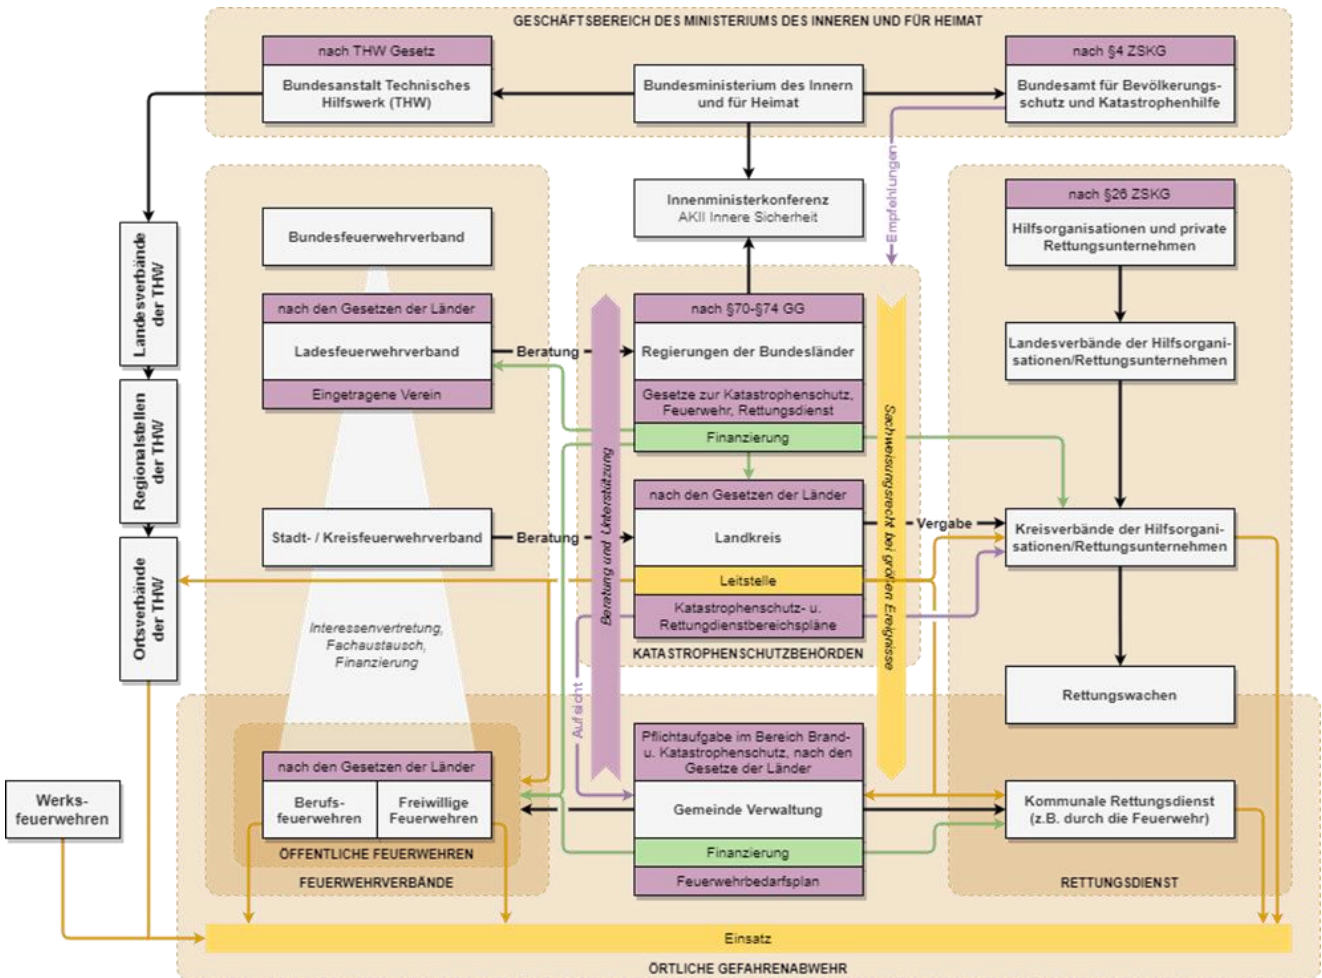 GESCHÄFTSBEREICH DES MINISTERIUMS DES INNEREN UND FÜR HEIMAT
nach THW Gesetz
Bundesanstalt Technisches
Hilfswerk (THW)
Bundesministerium des Innern
und für Heimat
nach §4 ZSKG
Bundesamt für Bevölkerungs-
schutz und Katastrophenhilfe
Empfehlungen
Innenministerkonferenz
AKII Innere Sicherheit
nach §26 ZSKG
Hilfsorganisationen und private
Rettungsunternehmen
Landesverbände
der THW
Regionalstellen
der THW
Ortsverbände
der THW
Bundesfeuerwehrverband
nach den Gesetzen der Länder
Ladesfeuerwehrverband
Eingetragene Verein
Beratung
nach §70-§74 GG
Regierungen der Bundesländer
Gesetze zur Katastrophenschutz,
Feuerwehr, Rettungsdienst
Finanzierung
Landesverbände der Hilfsorgani-
sationen/Rettungsunternehmen
Beratung und Unterstützung
Sachweisungsrecht bei größen Ereignisse
Stadt- / Kreisfeuerwehrverband
Beratung
nach den Gesetzen der Länder
Landkreis
Leitstelle
Katastrophenschutz- u.
Rettungdienstbereichspläne
KATASTROPHENSCHUTZBEHÖRDEN
Vergabe
Kreisverbände der Hilfsorgani-
sationen/Rettungsunternehmen
Interessenvertretung,
Fachaustausch,
Finanzierung
Aufsicht
Rettungswachen
Werks-
feuerwehren
nach den Gesetzen der Länder
Berufs-
feuerwehren
Freiwillige
Feuerwehren
ÖFFENTLICHE FEUERWEHREN
FEUERWEHRVERBÄNDE
Pflichtaufgabe im Bereich Brand-
u. Katastrophenschutz, nach den
Gesetze der Länder
Gemeinde Verwaltung
Finanzierung
Feuerwehrbedarfsplan
Kommunale Rettungsdienst
(z.B. durch die Feuerwehr)
RETTUNGSDIENST
Einsatz
ÖRTLICHE GEFAHRENABWEHR